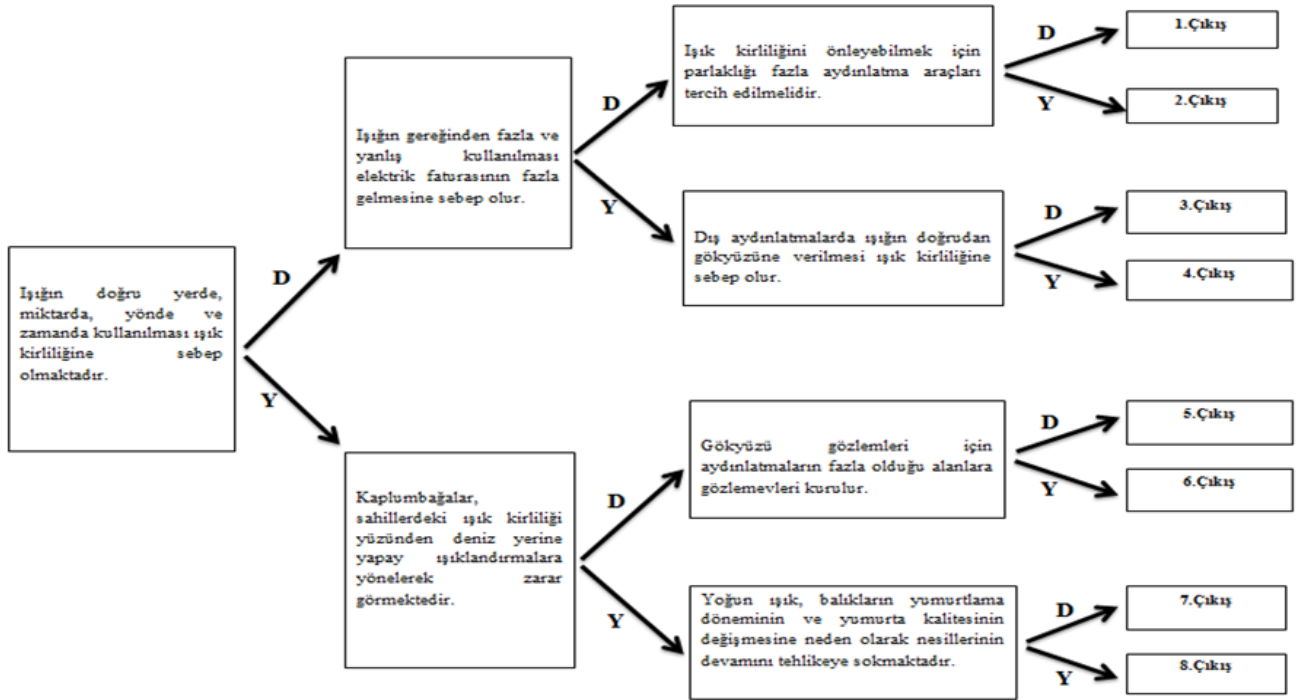 Işığın doğru yerde,
miktarda, yönde ve
zamanda kullanılması ışık
kirliliğine sebep
olmaktadır.
D
Y
Işığın gereğinden fazla ve
yanlış kullanılması
elektrik faturasının fazla
gelmesine sebep olur.
D
Y
Kaplumbağalar,
sahillerdeki ışık kirliliği
yüzünden deniz yerine
yapay ışıklandırmalara
yönelerek zarar
görmektedir.
D
Y
Işık kirliliğini önleyebilmek için
parlaklığı fazla aydınlatma araçları
tercih edilmelidir.
D
Y
Dış aydınlatmalarda ışığın doğrudan
gökyüzüne verilmesi ışık kirliliğine
sebep olur.
D
Y
Gökyüzü gözlemleri için
aydınlatmaların fazla olduğu alanlara
gözlemevleri kurulur.
D
Y
Yoğun ışık, balıkların yumurtlama
döneminin ve yumurta kalitesinin
değişmesine neden olarak nesillerinin
devamını tehlikeye sokmaktadır.
D
Y
1.Çıkış
2.Çıkış
3.Çıkış
4.Çıkış
5.Çıkış
6.Çıkış
7.Çıkış
8.Çıkış